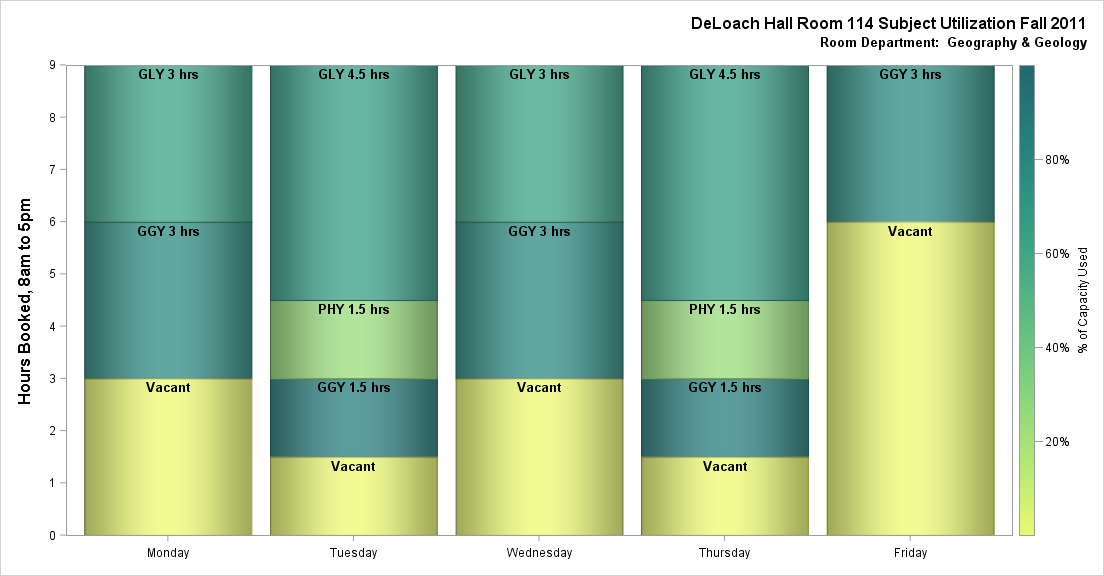 DeLoach Hall Room 114 Subject Utilization Fall 2011
Room Department: Geography & Geology
Hours Booked, 8am to 5pm
9
8
7
6
5
4
3
2
1
0
GLY 3 hrs
GGY 3 hrs
Vacant
GLY 4.5 hrs
PHY 1.5 hrs
GGY 1.5 hrs
Vacant
GLY 3 hrs
GGY 3 hrs
Vacant
GLY 4.5 hrs
PHY 1.5 hrs
GGY 1.5 hrs
Vacant
GGY 3 hrs
Vacant
Monday
Tuesday
Wednesday
Thursday
Friday
80%
60%
40%
20%
% of Capacity Used